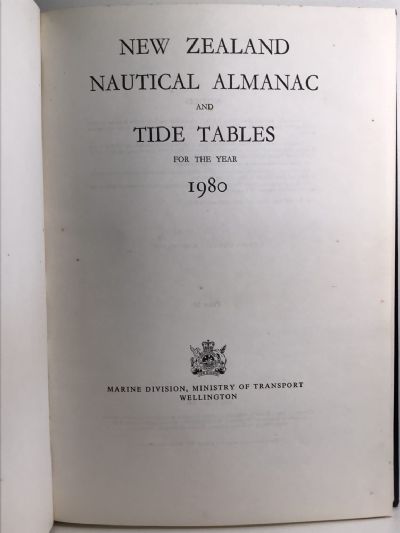 NEW ZEALAND
NAUTICAL ALMANAC
AND
TIDE TABLES
FOR THE YEAR
1980
MARINE DIVISION, MINISTRY OF TRANSPORT
WELLINGTON